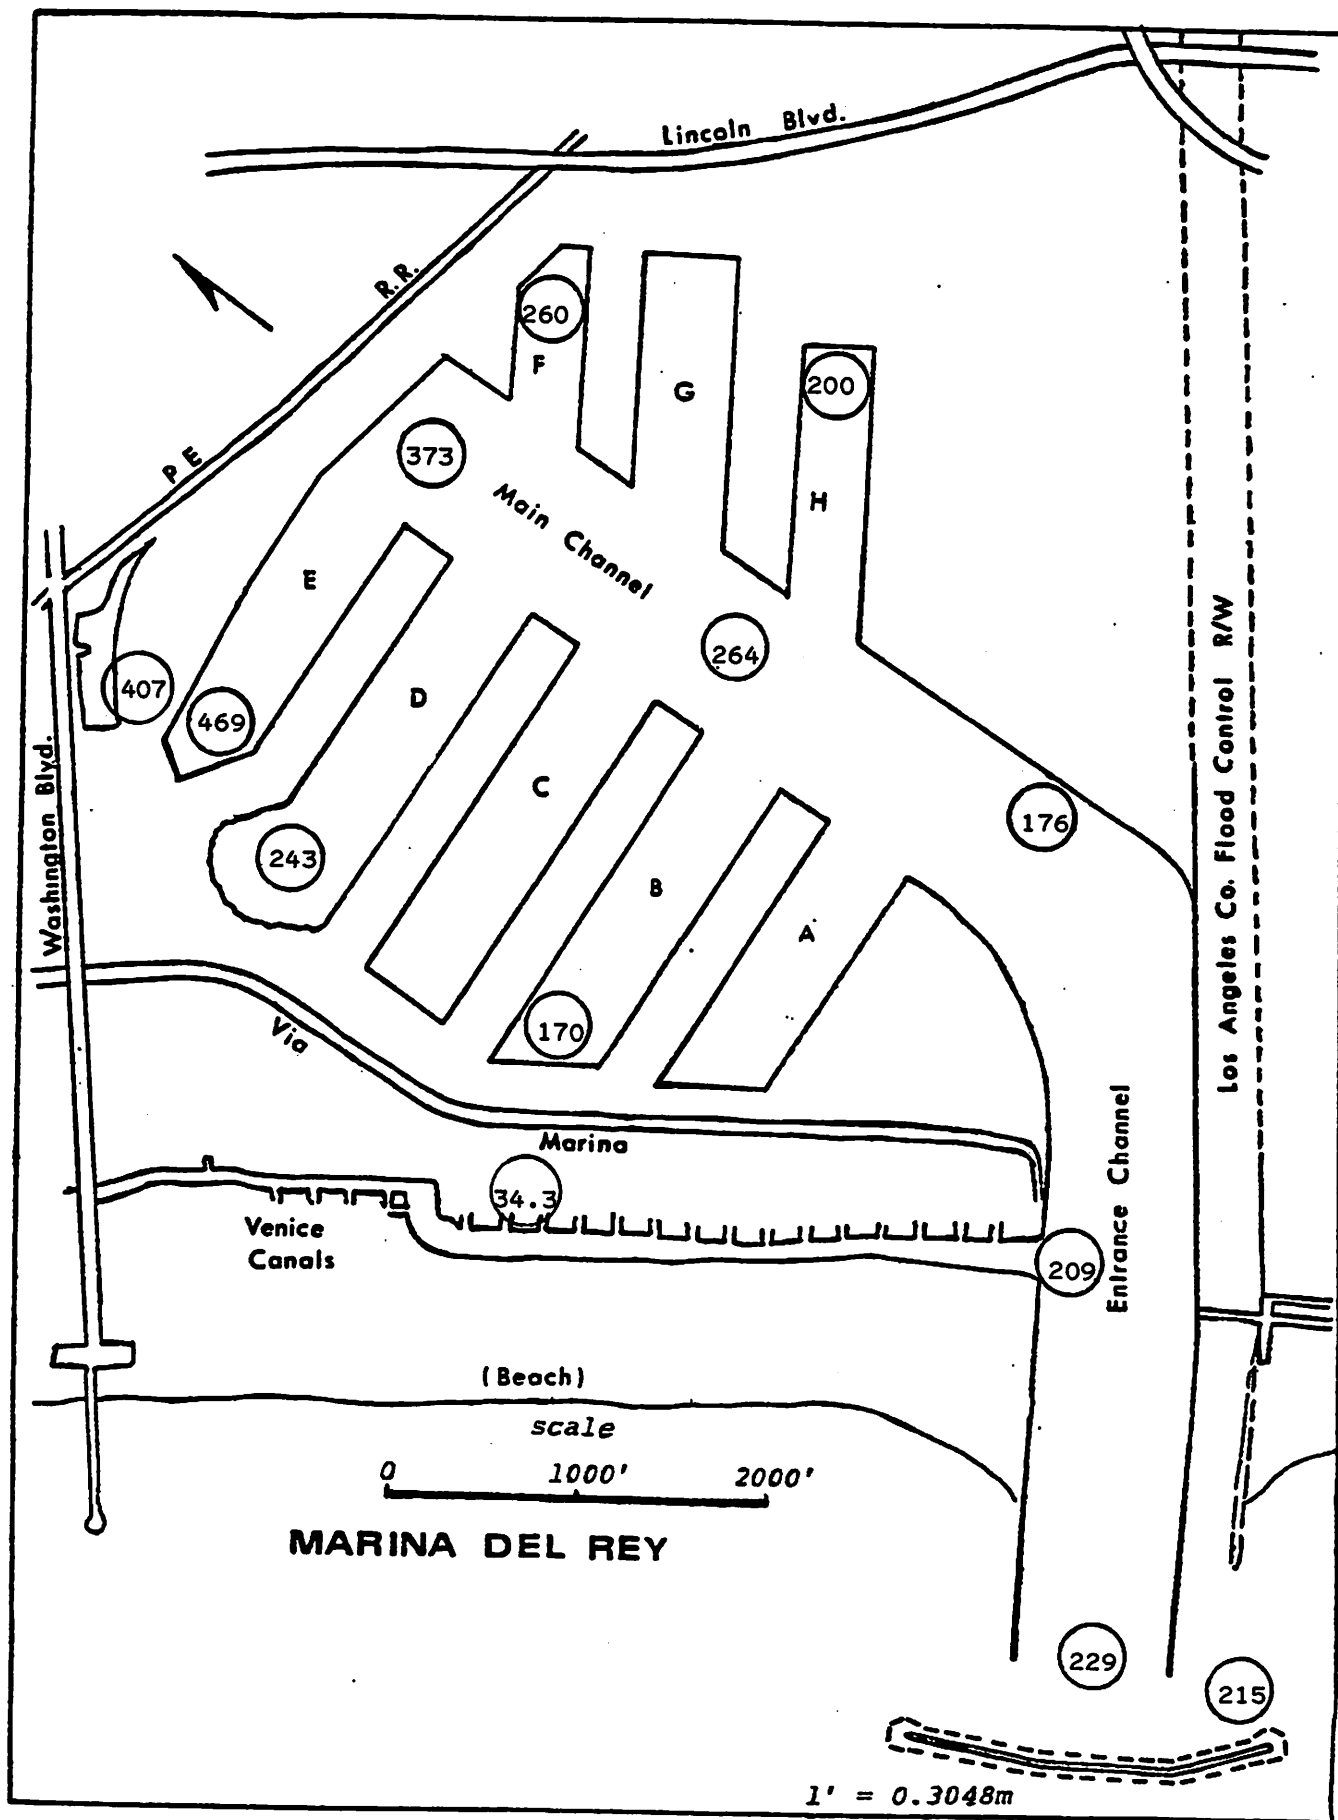 Lincoln Blvd.
R.R.
260
F
G
200
373
P E
Main Channel
H
E
264
407
D
469
Los Angeles Co. Flood Control R/W
Washington Blvd.
C
176
243
B
A
170
Via
Marina
Entrance Channel
34.3
Venice
Canals
209
(Beach)
scale
0 1000' 2000'
MARINA DEL REY
229
215
1' = 0.3048m